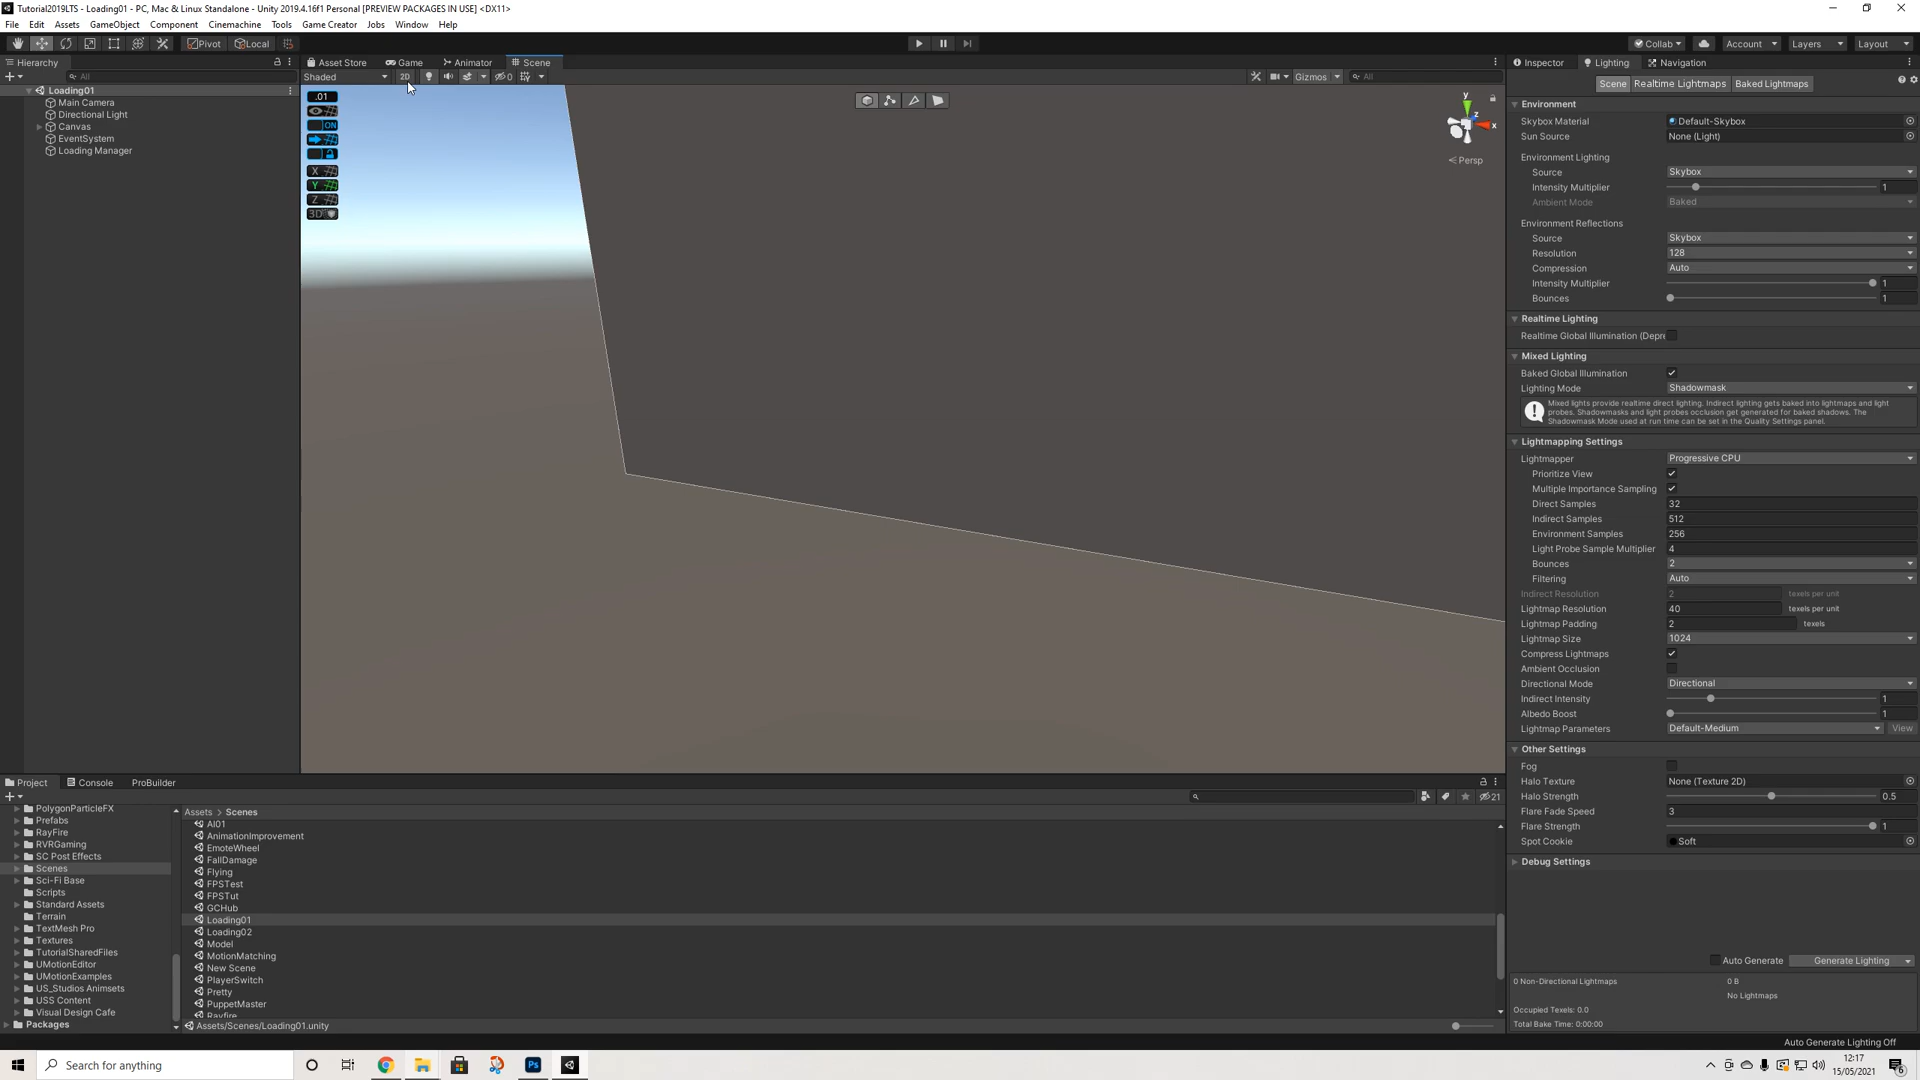 Tutorial2019LTS - Loading01 - PC, Mac & Linux Standalone - Unity 2019.4.16f1 Personal [PREVIEW PACKAGES IN USE] <DX11>
File Edit Assets GameObject Component Cinemachine Tools Game Creator Jobs Window Help
Pivot Local Collab Account Layers Layout
Hierarchy
All
Loading01
Main Camera
Directional Light
Canvas
EventSystem
Loading Manager
Asset Store Game Animator Scene
Shaded 2D 0 Gizmos All
.01
ON
X
Y
Z
3D
y
z
x
Persp
Inspector Lighting Navigation
Scene Realtime Lightmaps Baked Lightmaps
Environment
Skybox Material Default-Skybox
Sun Source None (Light)
Environment Lighting
Source Skybox
Intensity Multiplier 1
Ambient Mode Baked
Environment Reflections
Source Skybox
Resolution 128
Compression Auto
Intensity Multiplier 1
Bounces 1
Realtime Lighting
Realtime Global Illumination (Depre
Mixed Lighting
Baked Global Illumination
Lighting Mode Shadowmask
Mixed lights provide realtime direct lighting. Indirect lighting gets baked into lightmaps and light
probes. Shadowmasks and light probes occlusion get generated for baked shadows. The
Shadowmask Mode used at run time can be set in the Quality Settings panel.
Lightmapping Settings
Lightmapper Progressive CPU
Prioritize View
Multiple Importance Sampling
Direct Samples 32
Indirect Samples 512
Environment Samples 256
Light Probe Sample Multiplier 4
Bounces 2
Filtering Auto
Indirect Resolution 2 texels per unit
Lightmap Resolution 40 texels per unit
Lightmap Padding 2 texels
Lightmap Size 1024
Compress Lightmaps
Ambient Occlusion
Directional Mode Directional
Indirect Intensity 1
Albedo Boost 1
Lightmap Parameters Default-Medium View
Other Settings
Fog
Halo Texture None (Texture 2D)
Halo Strength 0.5
Flare Fade Speed 3
Flare Strength 1
Spot Cookie Soft
Debug Settings
Auto Generate Generate Lighting
0 Non-Directional Lightmaps 0 B
No Lightmaps
Occupied Texels: 0.0
Total Bake Time: 0:00:00
Auto Generate Lighting Off
Project Console ProBuilder
21
PolygonParticleFX
Prefabs
RayFire
RVRGaming
SC Post Effects
Scenes
Sci-Fi Base
Scripts
Standard Assets
Terrain
TextMesh Pro
Textures
TutorialSharedFiles
UMotionEditor
UMotionExamples
US_Studios Animsets
USS Content
Visual Design Cafe
Packages
Assets > Scenes
AI01
AnimationImprovement
EmoteWheel
FallDamage
Flying
FPSTest
FPSTut
GCHub
Loading01
Loading02
Model
MotionMatching
New Scene
PlayerSwitch
Pretty
PuppetMaster
Rayfire
Assets/Scenes/Loading01.unity
Search for anything
Ps
12:17
15/05/2021
6